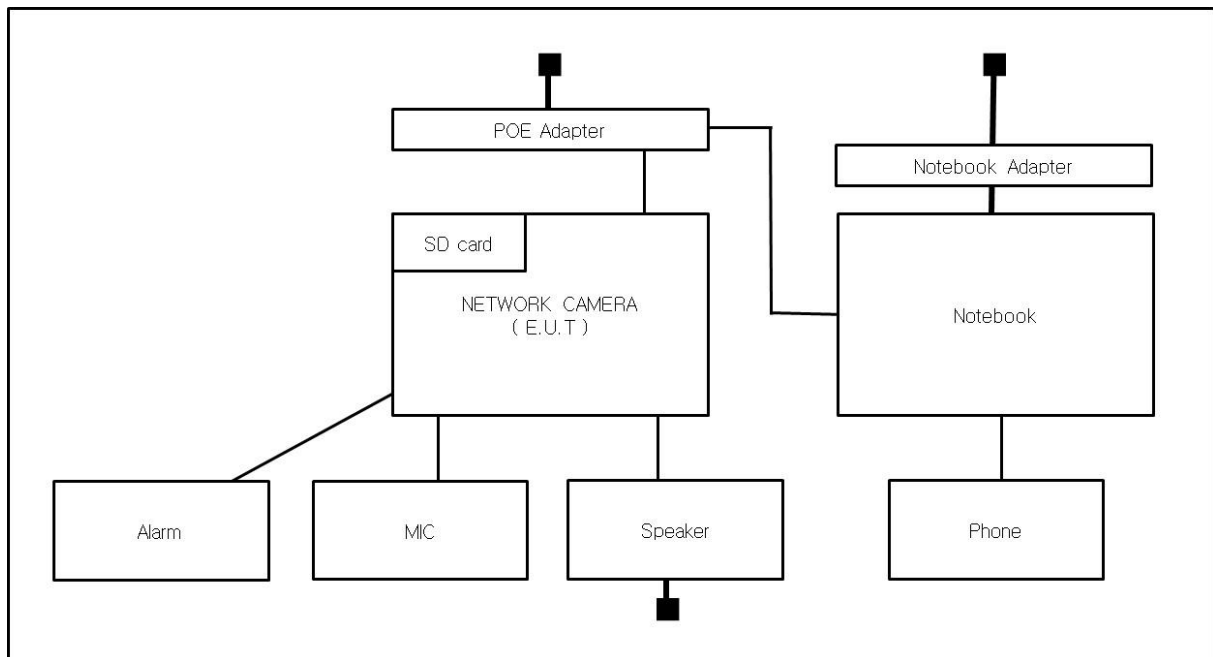 POE Adapter
Notebook Adapter
SD card
NETWORK CAMERA
( E.U.T )
Notebook
Alarm
MIC
Speaker
Phone